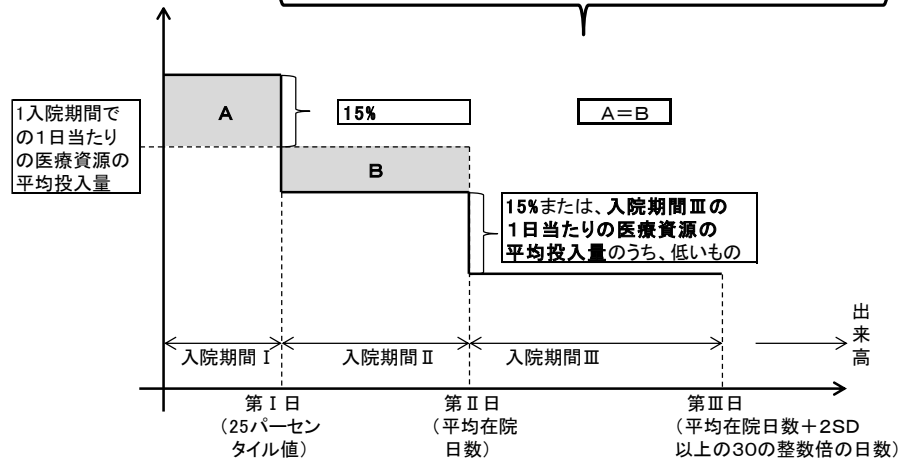 1入院期間で
の1日当たり
の医療資源の
平均投入量
A
15%
A=B
B
15%または、入院期間Ⅲの
1日当たりの医療資源の
平均投入量のうち、低いもの
出
来
高
入院期間Ⅰ
入院期間Ⅱ
入院期間Ⅲ
第Ⅰ日
(25パーセン
タイル値)
第Ⅱ日
(平均在院
日数)
第Ⅲ日
(平均在院日数+2SD
以上の30の整数倍の日数)